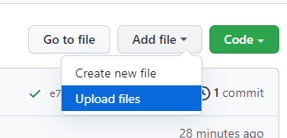 Go to file Add file Code
Create new file
e7 1 commit
Upload files
28 minutes ago